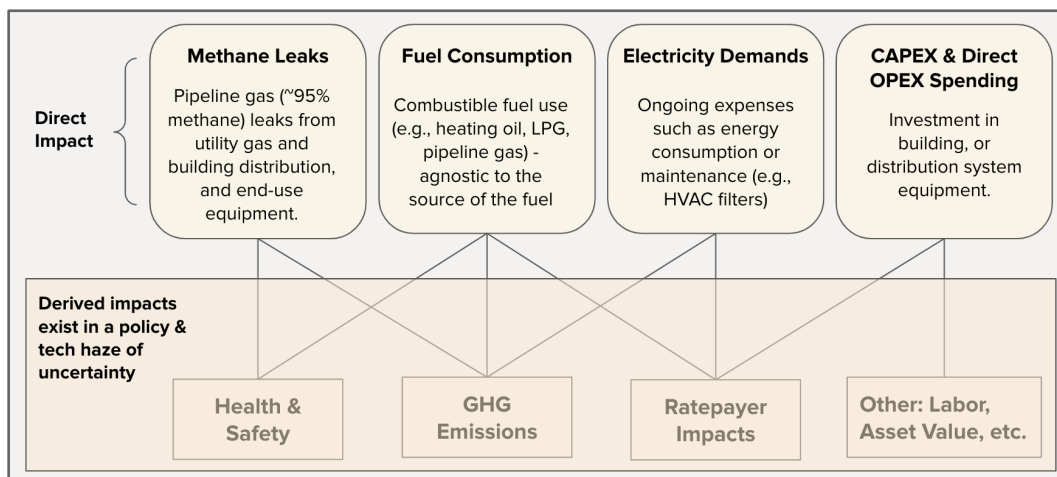 Direct
Impact
Methane Leaks
Pipeline gas (~95%
methane) leaks from
utility gas and
building distribution,
and end-use
equipment.
Fuel Consumption
Combustible fuel use
(e.g., heating oil, LPG,
pipeline gas) -
agnostic to the
source of the fuel
Electricity Demands
Ongoing expenses
such as energy
consumption or
maintenance (e.g.,
HVAC filters)
CAPEX & Direct
OPEX Spending
Investment in
building, or
distribution system
equipment.
Derived impacts
exist in a policy &
tech haze of
uncertainty
Health &
Safety
GHG
Emissions
Ratepayer
Impacts
Other: Labor,
Asset Value, etc.